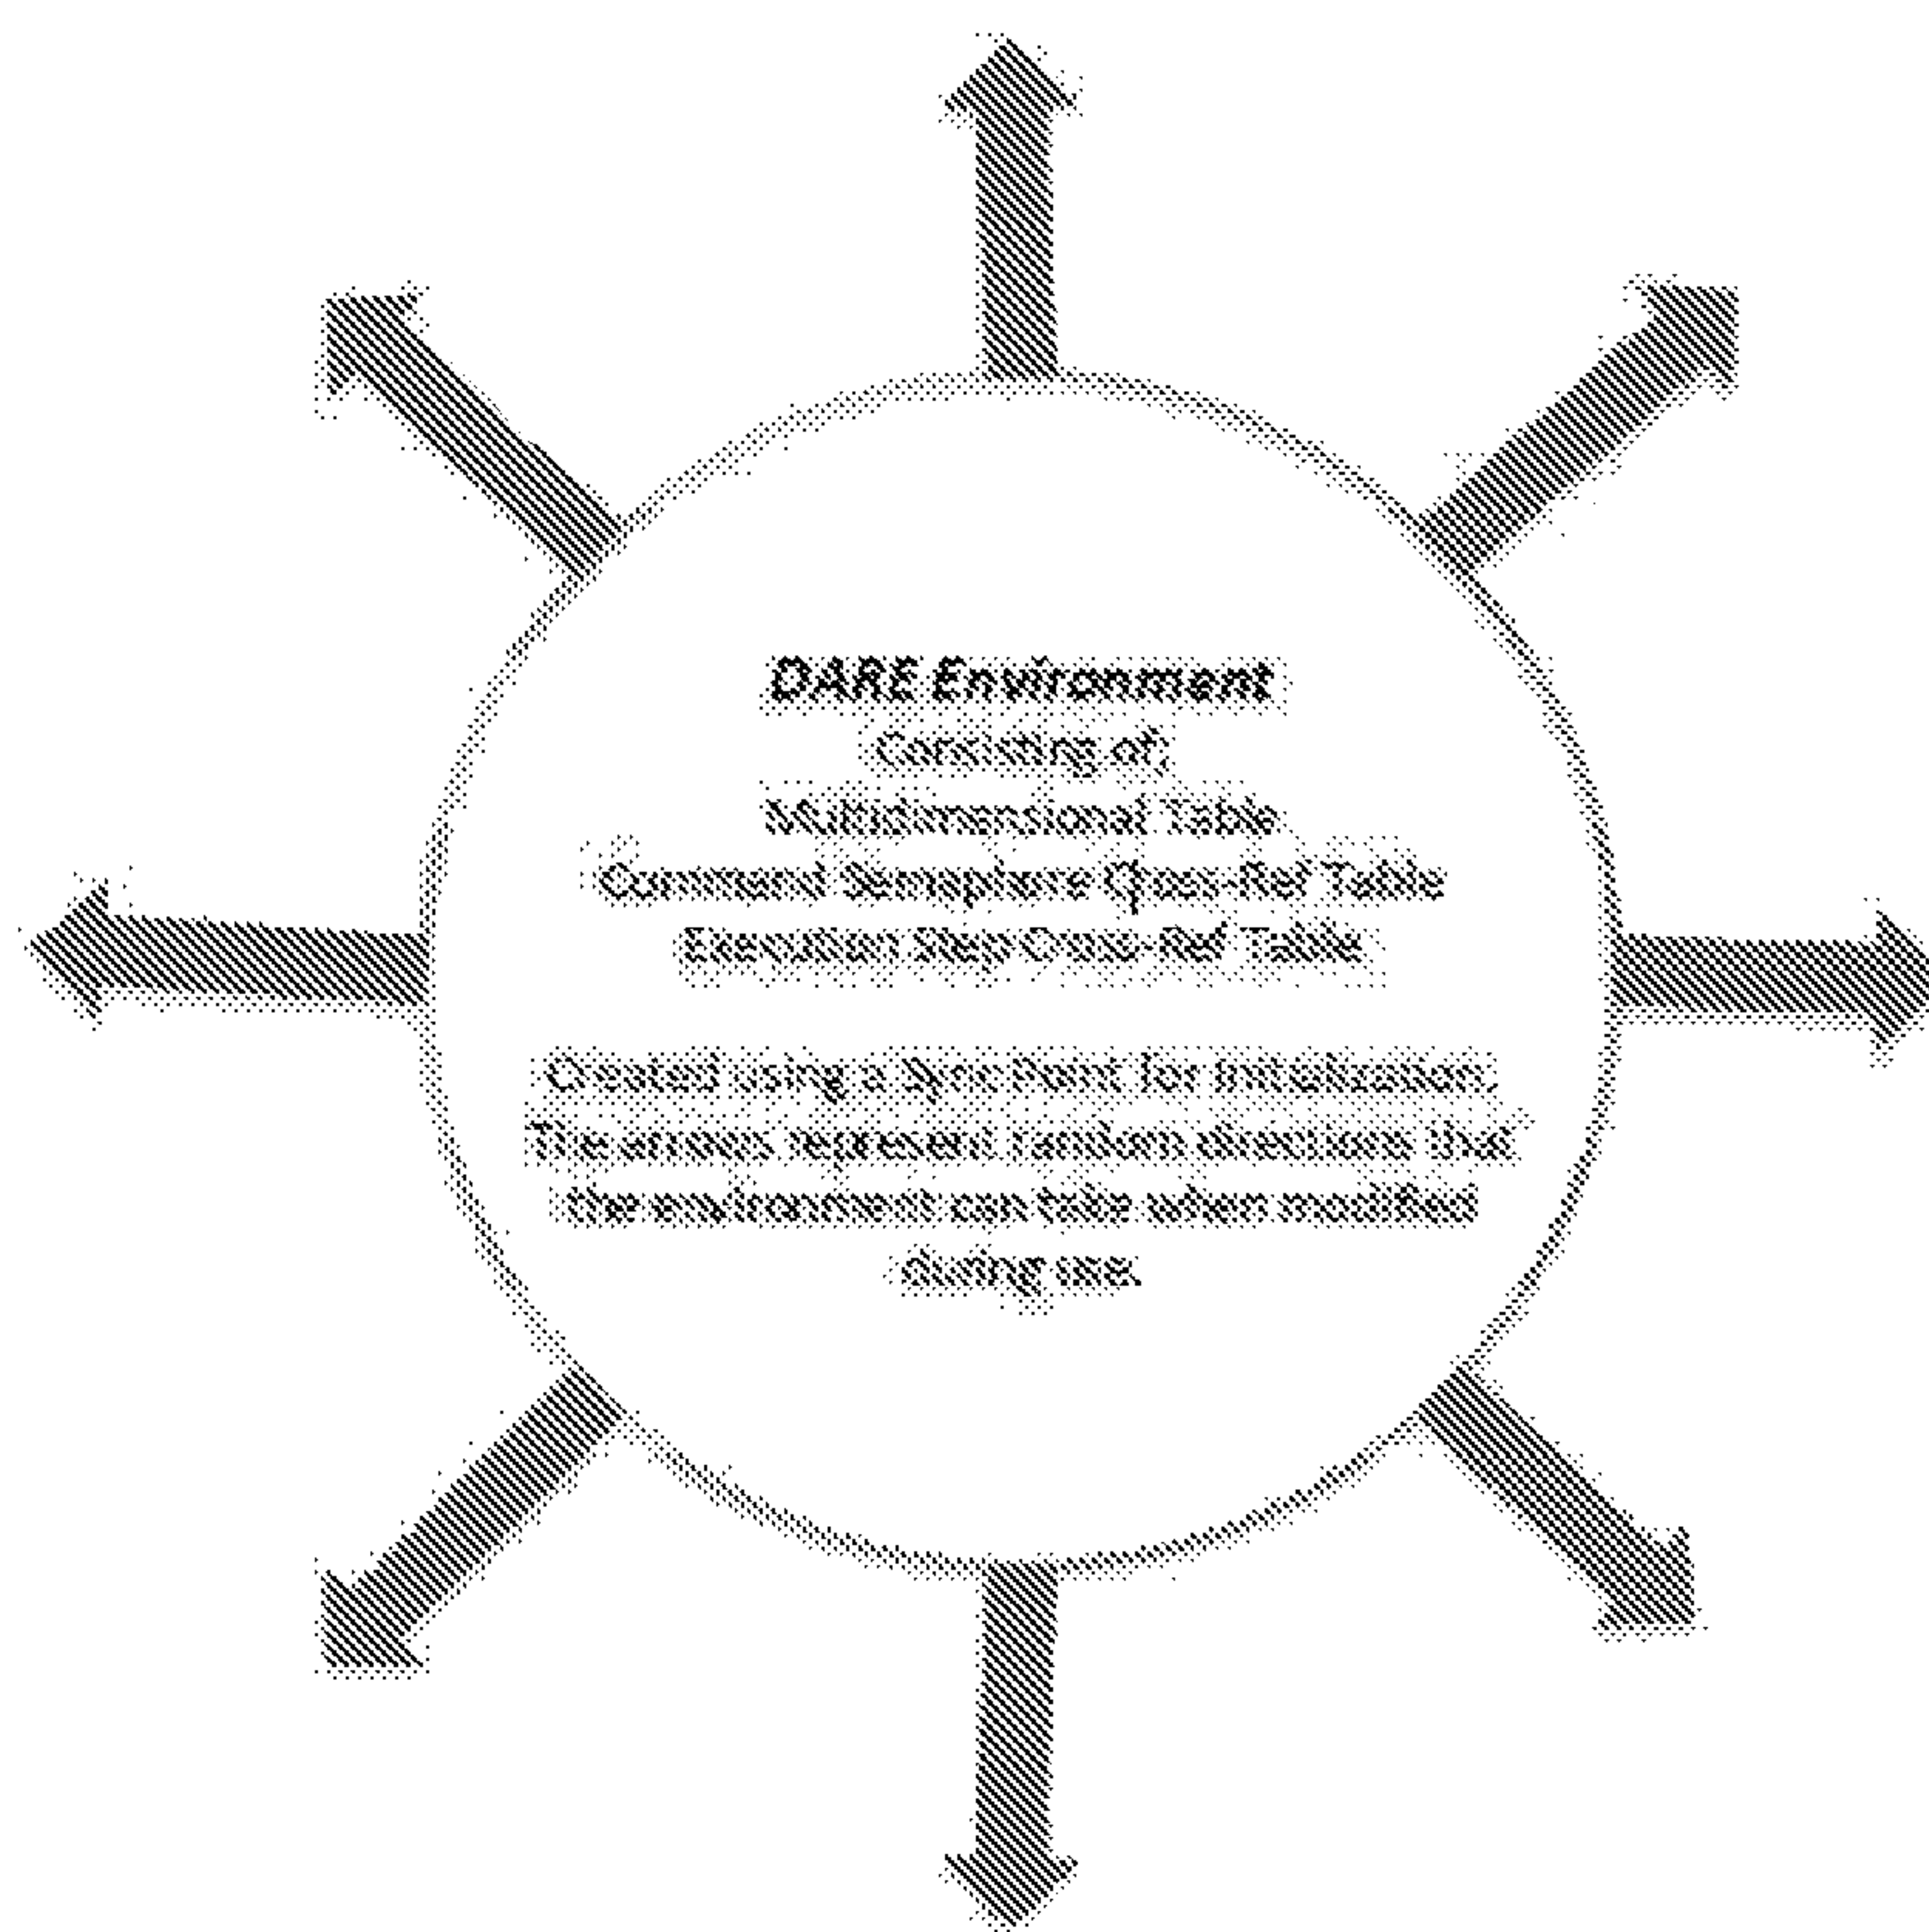 DARE Environment
Consisting of:
Multidimensional Table
Command Semaphore Cross-Ref Table
Execution Step Cross-Ref Table
Created using a Sync Point for initialization.
The arrows represent random directions that
the environment can take when modified
during use.